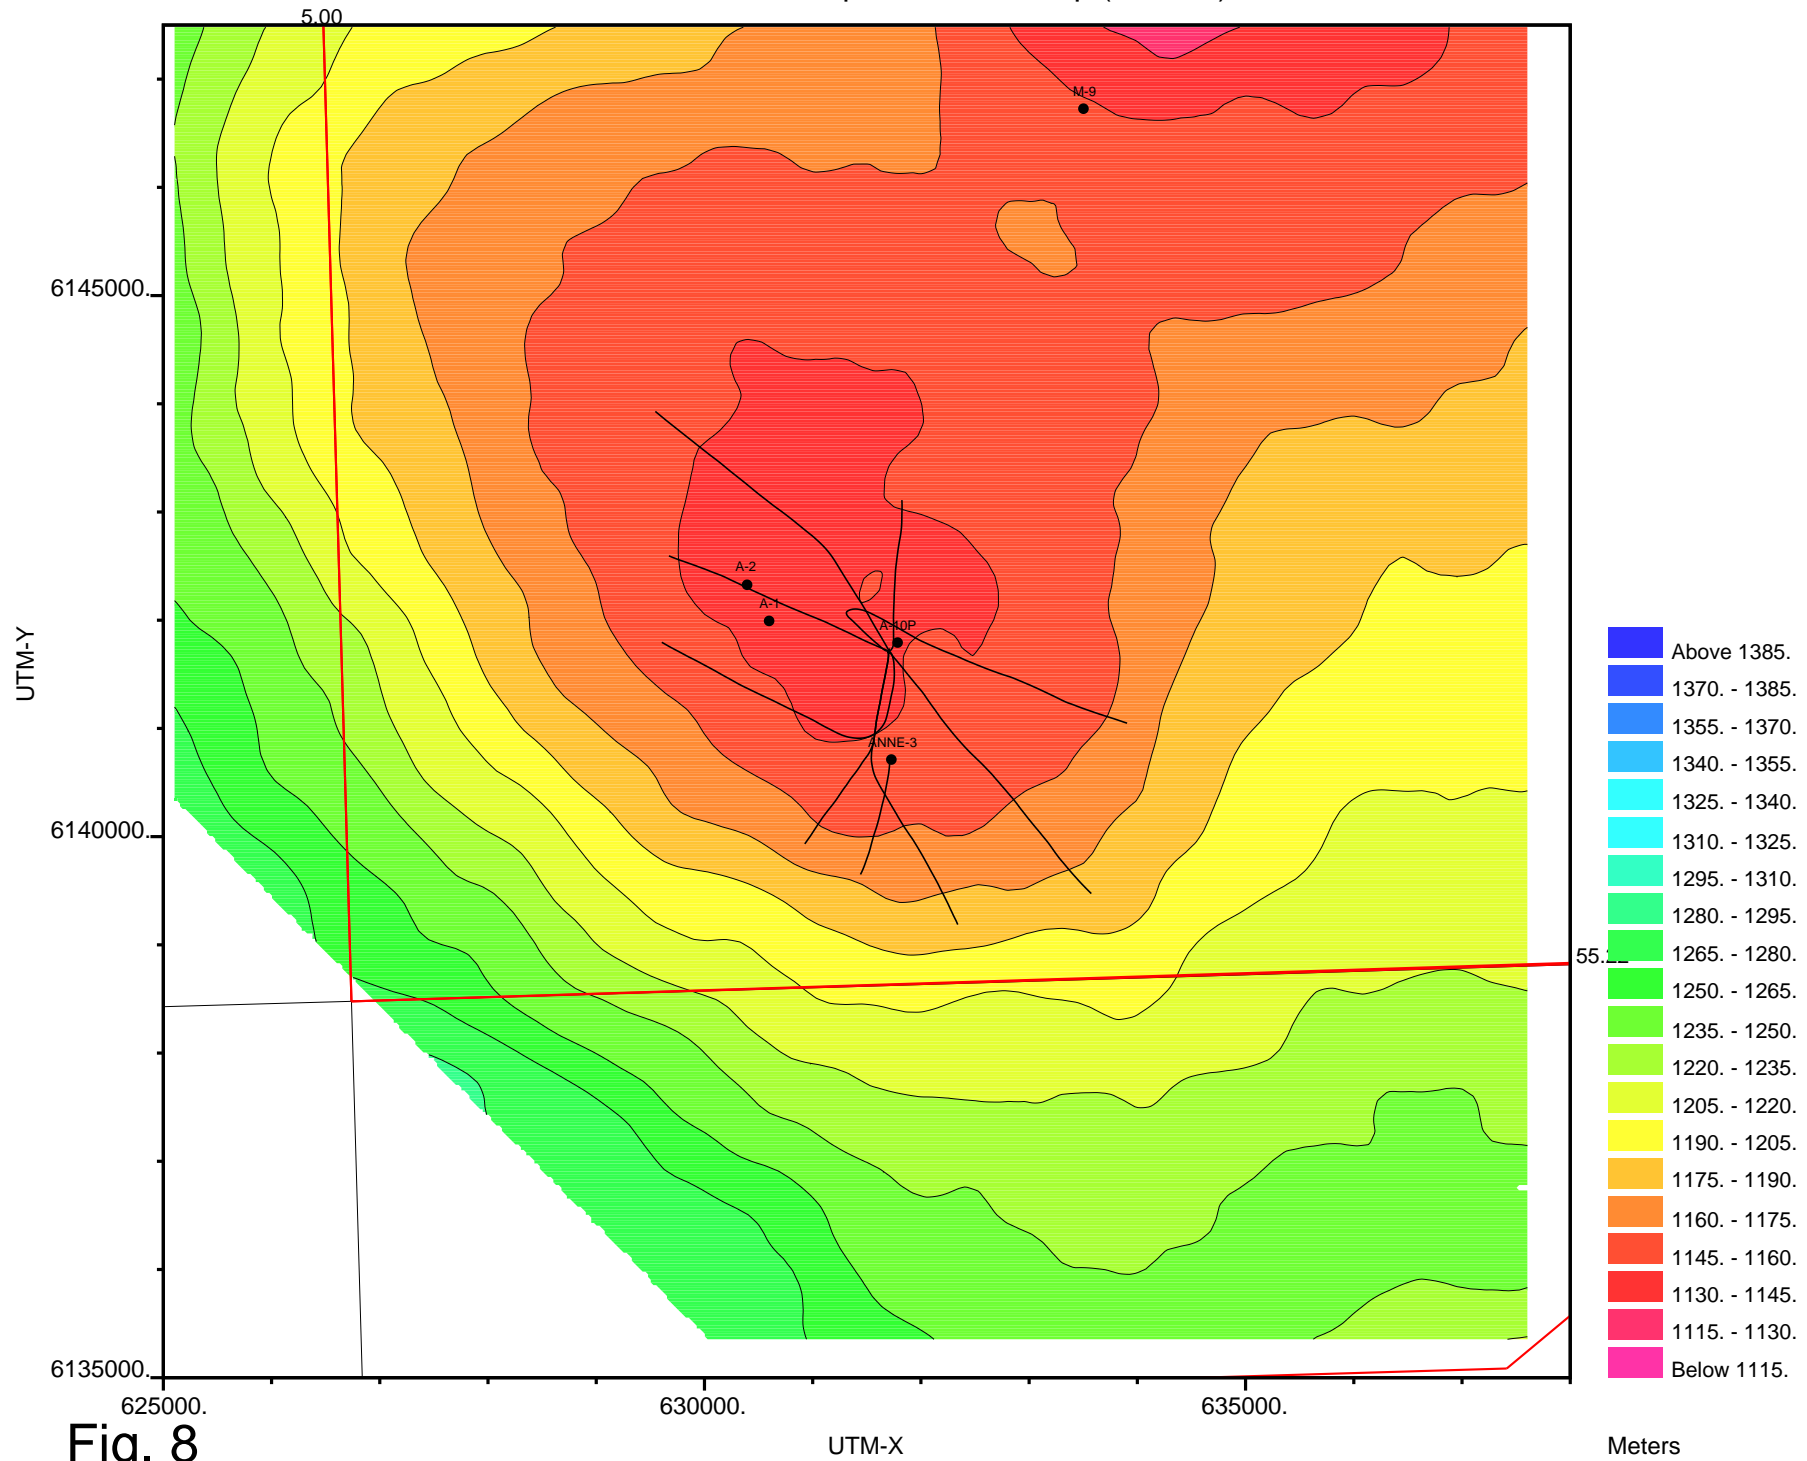 5.00
M-9
6145000.
A-2
A-1
A-10P
UTM-Y
Above 1385.
1370. - 1385.
1355. - 1370.
ANNE-3
1340. - 1355.
1325. - 1340.
6140000.
1310. - 1325.
1295. - 1310.
1280. - 1295.
1265. - 1280.
1250. - 1265.
1235. - 1250.
1220. - 1235.
1205. - 1220.
1190. - 1205.
1175. - 1190.
1160. - 1175.
1145. - 1160.
1130. - 1145.
1115. - 1130.
6135000.
Below 1115.
625000. 630000. 635000.
Fig. 8
UTM-X
Meters